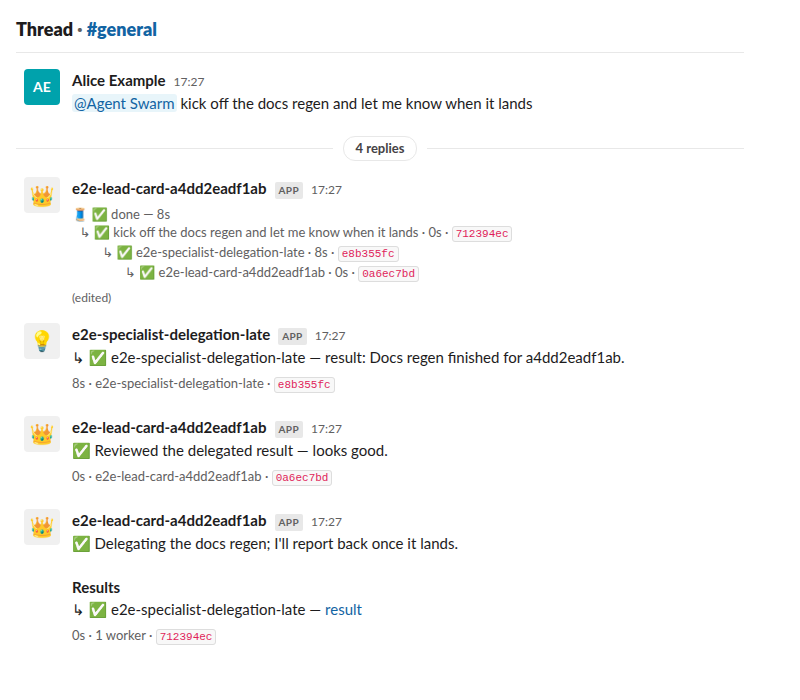 Thread • #general
AE
Alice Example 17:27
@Agent Swarm kick off the docs regen and let me know when it lands
4 replies
e2e-lead-card-a4dd2eadf1ab APP 17:27
🧵 ✅ done — 8s
↳ ✅ kick off the docs regen and let me know when it lands · 0s · 712394ec
↳ ✅ e2e-specialist-delegation-late · 8s · e8b355fc
↳ ✅ e2e-lead-card-a4dd2eadf1ab · 0s · 0a6ec7bd
(edited)
e2e-specialist-delegation-late APP 17:27
↳ ✅ e2e-specialist-delegation-late — result: Docs regen finished for a4dd2eadf1ab.
8s · e2e-specialist-delegation-late · e8b355fc
e2e-lead-card-a4dd2eadf1ab APP 17:27
✅ Reviewed the delegated result — looks good.
0s · e2e-lead-card-a4dd2eadf1ab · 0a6ec7bd
e2e-lead-card-a4dd2eadf1ab APP 17:27
✅ Delegating the docs regen; I'll report back once it lands.
Results
↳ ✅ e2e-specialist-delegation-late — result
0s · 1 worker · 712394ec